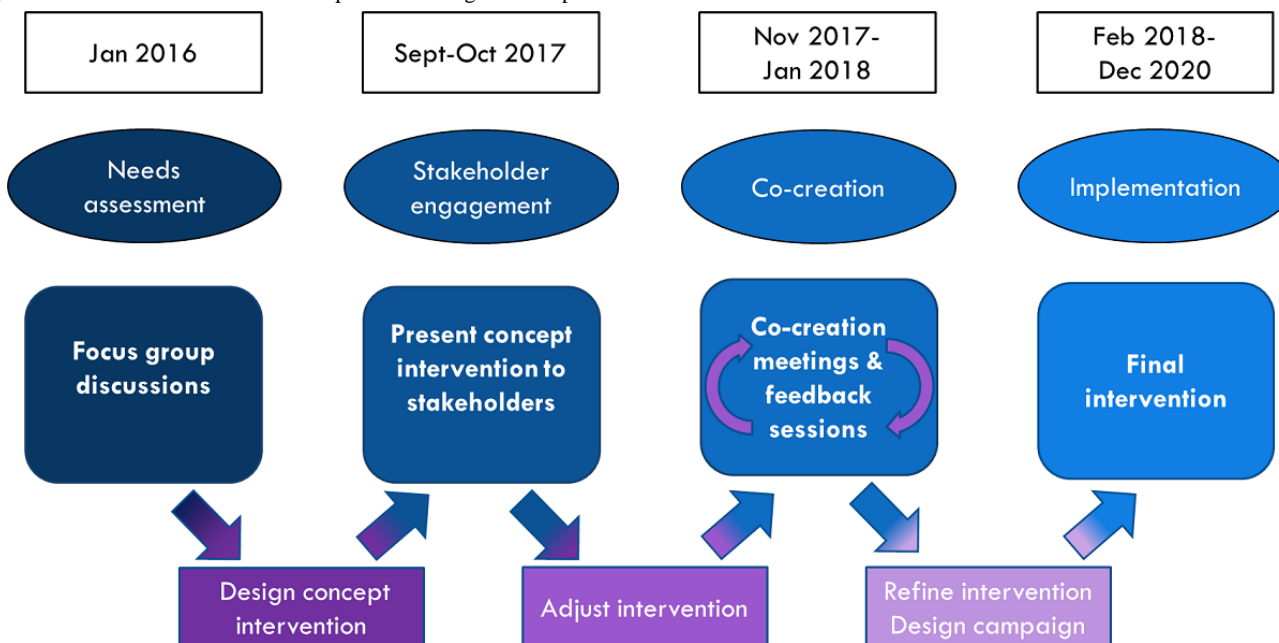 Jan 2016
Sept-Oct 2017
Nov 2017-
Jan 2018
Feb 2018-
Dec 2020
Needs
assessment
Stakeholder
engagement
Co-creation
Implementation
Focus group
discussions
Present concept
intervention to
stakeholders
Co-creation
meetings &
feedback
sessions
Final
intervention
Design concept
intervention
Adjust intervention
Refine intervention
Design campaign